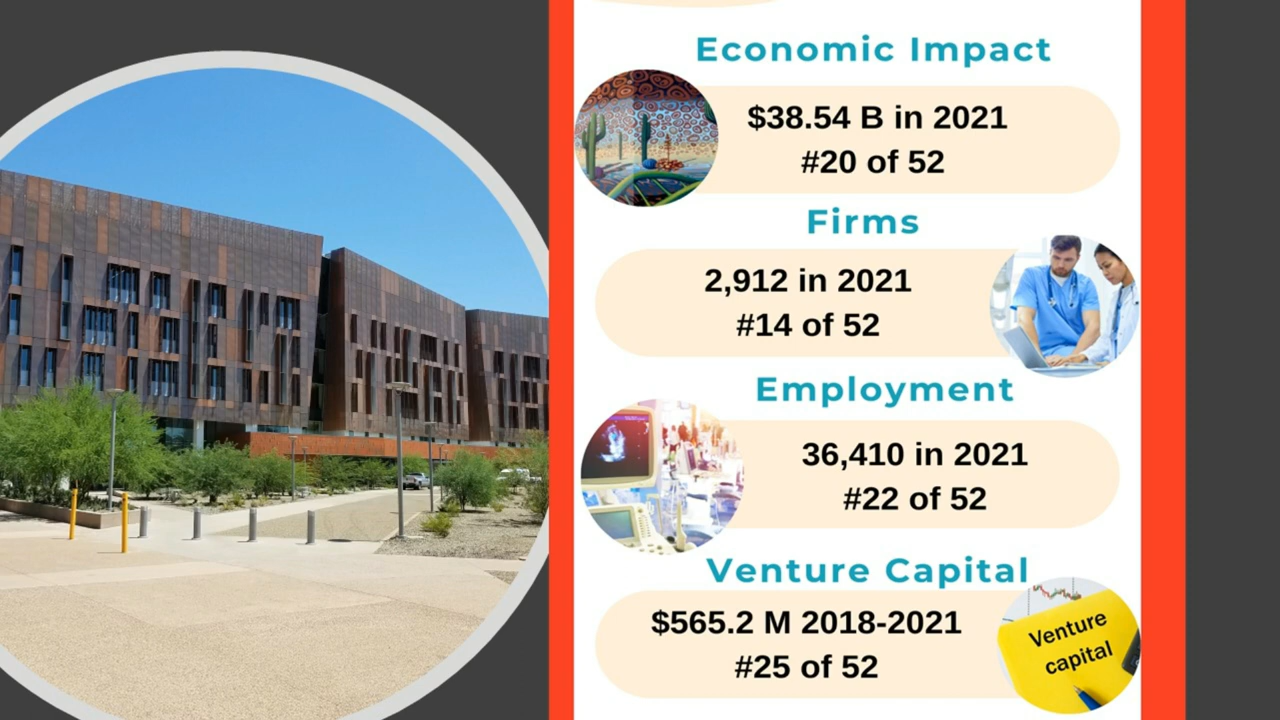 Economic Impact
$38.54 B in 2021
#20 of 52
Firms
2,912 in 2021
#14 of 52
Employment
36,410 in 2021
#22 of 52
Venture Capital
$565.2 M 2018-2021
#25 of 52
Venture
capital